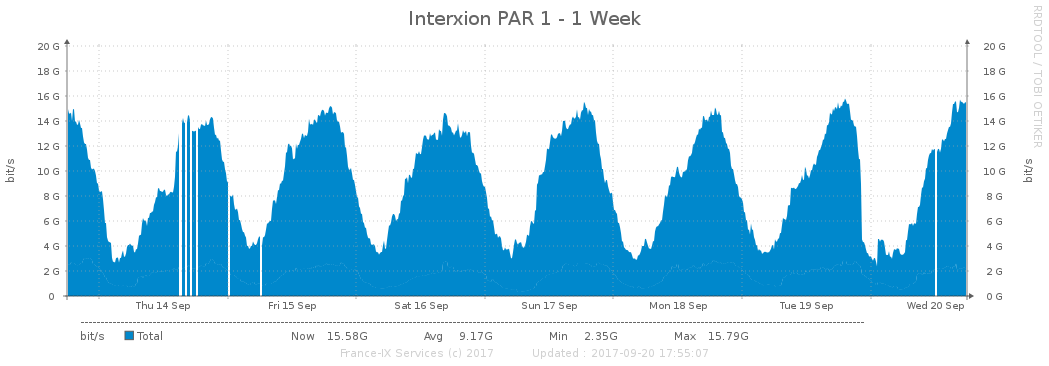 Interxion PAR 1 - 1 Week
RRDTOOL / TOBI OETIKER
20 G 20 G
18 G 18 G
16 G 16 G
14 G 14 G
12 G 12 G
10 G 10 G
8 G 8 G
6 G 6 G
4 G 4 G
2 G 2 G
0 0 G
bit/s bit/s
Thu 14 Sep Fri 15 Sep Sat 16 Sep Sun 17 Sep Mon 18 Sep Tue 19 Sep Wed 20 Sep
bit/s Total Now 15.58G Avg 9.17G Min 2.35G Max 15.79G
France-IX Services (c) 2017 Updated : 2017-09-20 17:55:07